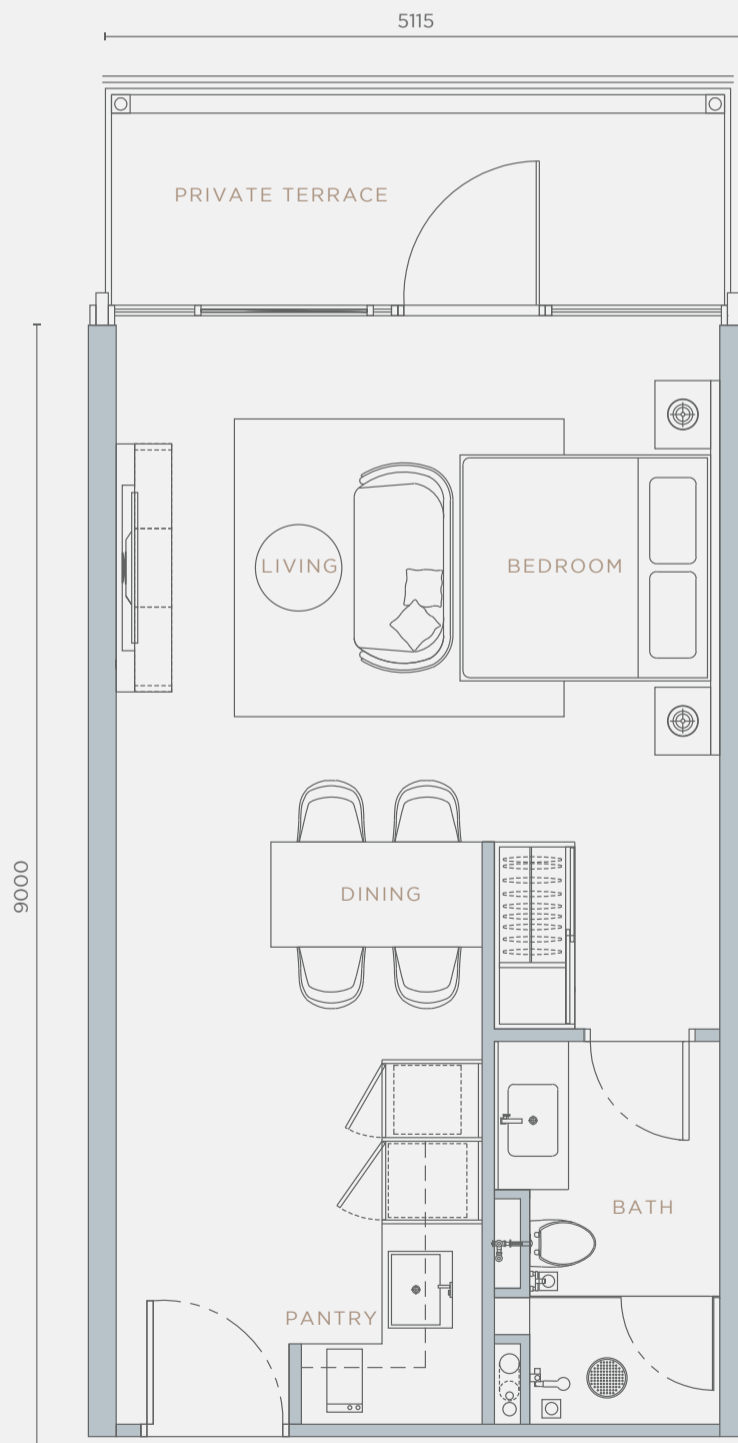 5115
PRIVATE TERRACE
LIVING
BEDROOM
9000
DINING
BATH
PANTRY